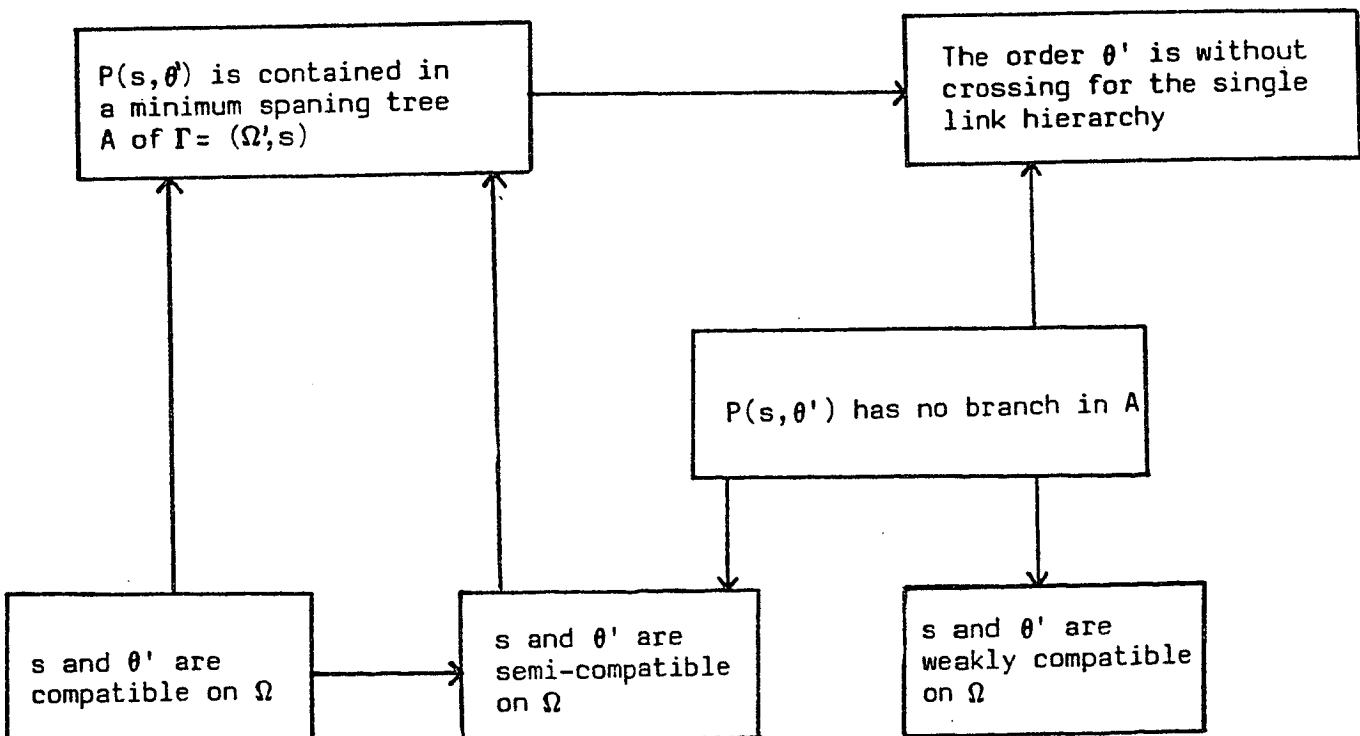 P(s,θ') is contained in
a minimum spaning tree
A of Γ= (Ω',s)
The order θ' is without
crossing for the single
link hierarchy
P(s,θ') has no branch in A
s and θ' are
compatible on Ω
s and θ' are
semi-compatible
on Ω
s and θ' are
weakly compatible
on Ω